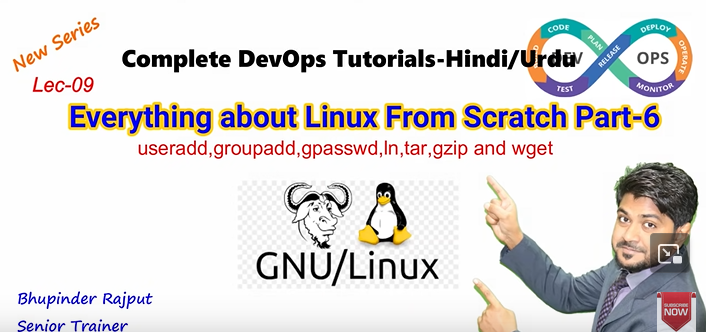 New Series
CODE
PLAN
RELEASE
DEPLOY
OPERATE
MONITOR
TEST
OPS
Complete DevOps Tutorials-Hindi/Urdu
Lec-09
Everything about Linux From Scratch Part-6
useradd,groupadd,gpasswd,ln,tar,gzip and wget
GNU/Linux
Bhupinder Rajput
Senior Trainer
SUBSCRIBE
NOW